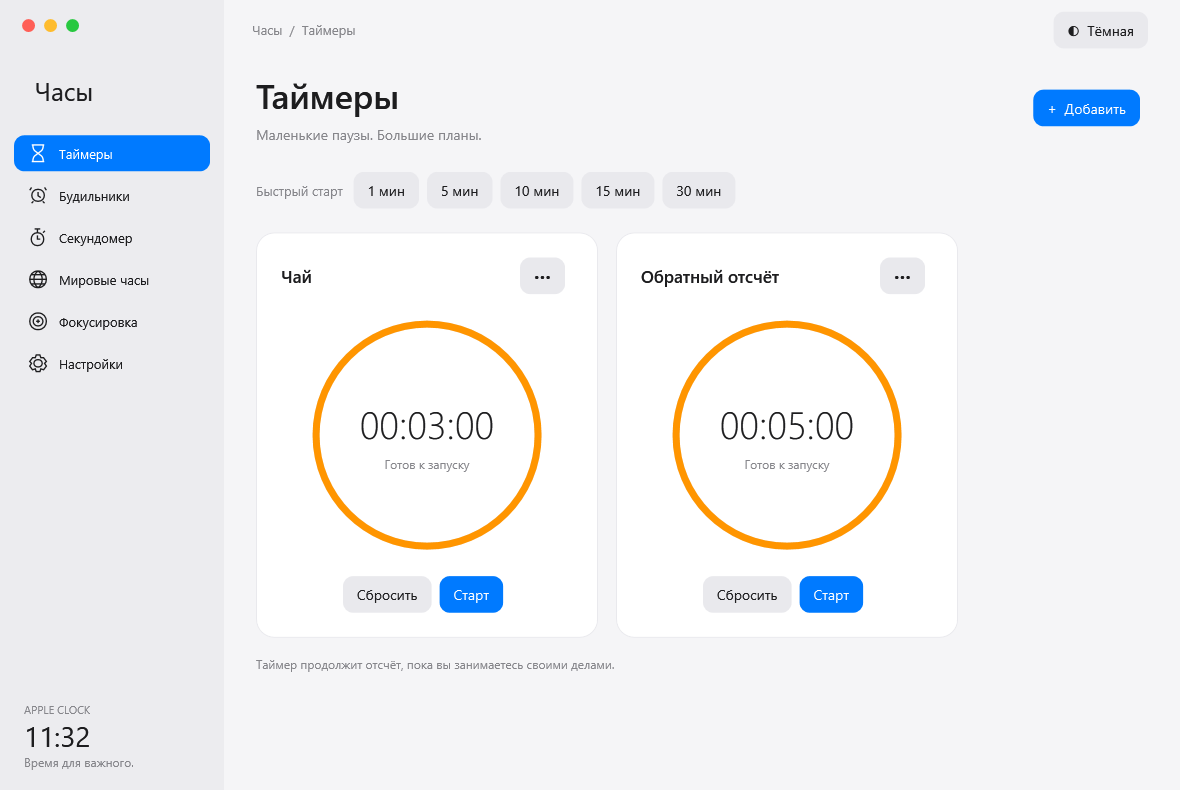 Часы / Таймеры
Тёмная
Часы
Таймеры
Будильники
Секундомер
Мировые часы
Фокусировка
Настройки
APPLE CLOCK
11:32
Время для важного.
Таймеры
Маленькие паузы. Большие планы.
+ Добавить
Быстрый старт 1 мин 5 мин 10 мин 15 мин 30 мин
Чай
00:03:00
Готов к запуску
Сбросить Старт
Обратный отсчёт
00:05:00
Готов к запуску
Сбросить Старт
Таймер продолжит отсчёт, пока вы занимаетесь своими делами.